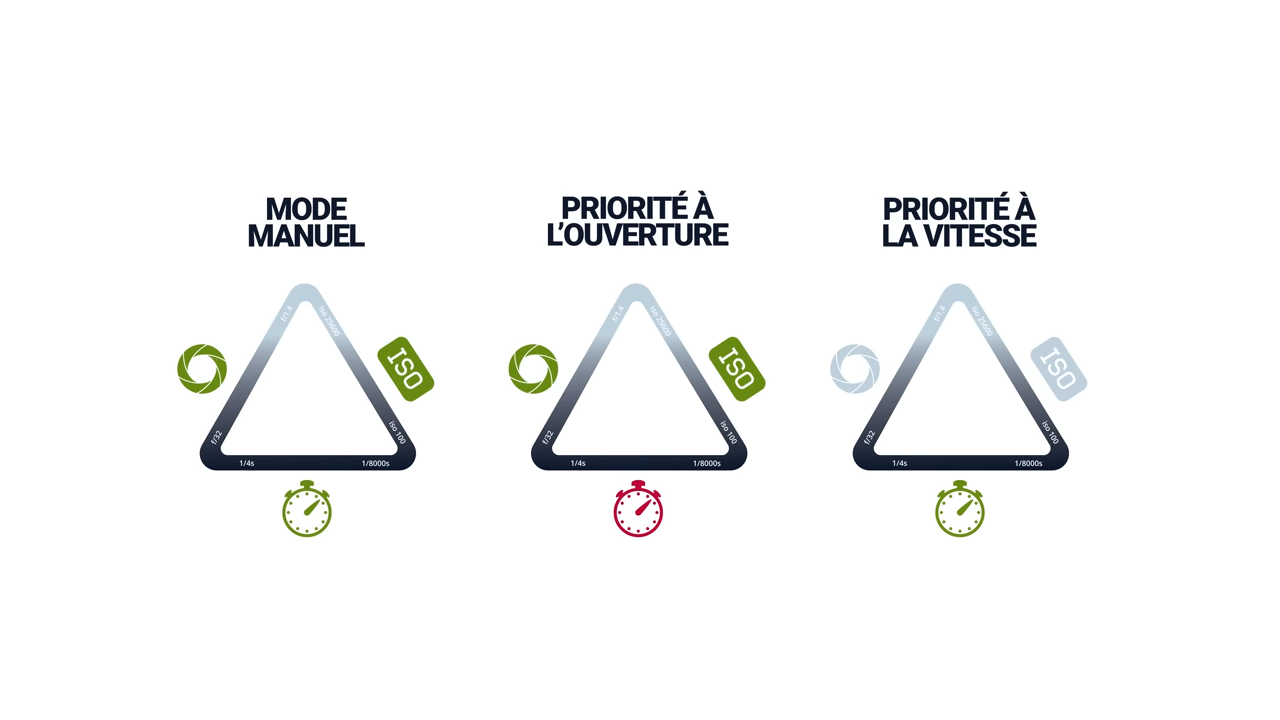 MODE
MANUEL
f/1.4
iso 25600
ISO
f/32
iso 100
1/4s
1/8000s
PRIORITÉ À
L'OUVERTURE
f/1.4
iso 25600
ISO
f/32
iso 100
1/4s
1/8000s
PRIORITÉ À
LA VITESSE
f/1.4
iso 25600
ISO
f/32
iso 100
1/4s
1/8000s